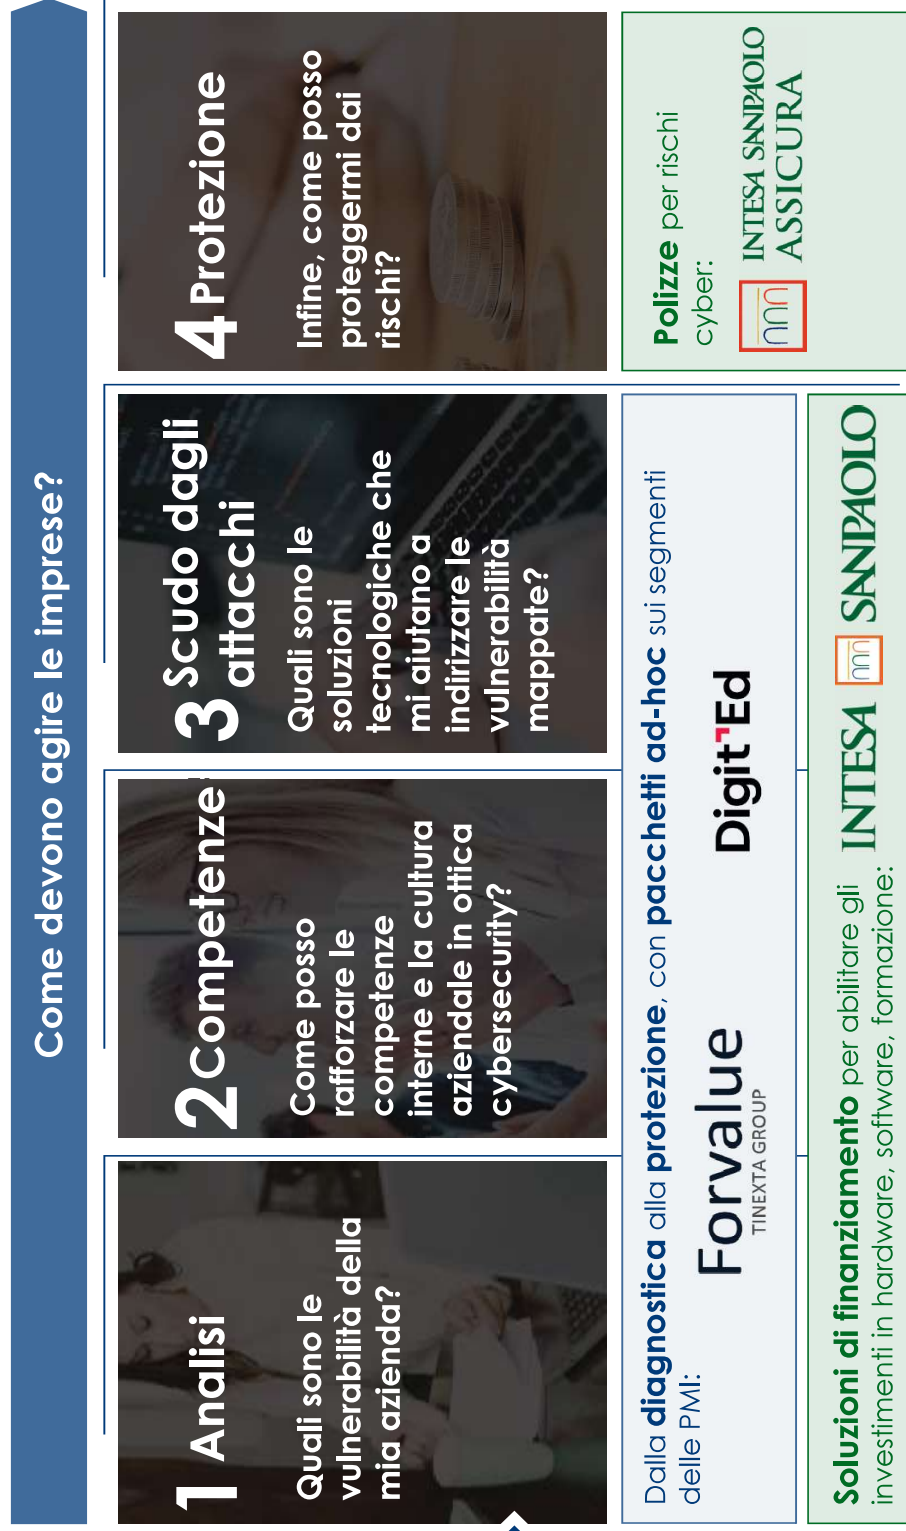 Come devono agire le imprese?
1 Analisi
Quali sono le
vulnerabilità della
mia azienda?
2 Competenze
Come posso
rafforzare le
competenze
interne e la cultura
aziendale in ottica
cybersecurity?
3 Scudo dagli
attacchi
Quali sono le
soluzioni
tecnologiche che
mi aiutano a
indirizzare le
vulnerabilità
mappate?
4 Protezione
Infine, come posso
proteggermi dai
rischi?
Dalla diagnostica alla protezione, con pacchetti ad-hoc sui segmenti
delle PMI:
Forvalue
TINEXTA GROUP
Digit'Ed
Soluzioni di finanziamento per abilitare gli
investimenti in hardware, software, formazione:
INTESA SANPAOLO
Polizze per rischi
cyber:
INTESA SANPAOLO
ASSICURA